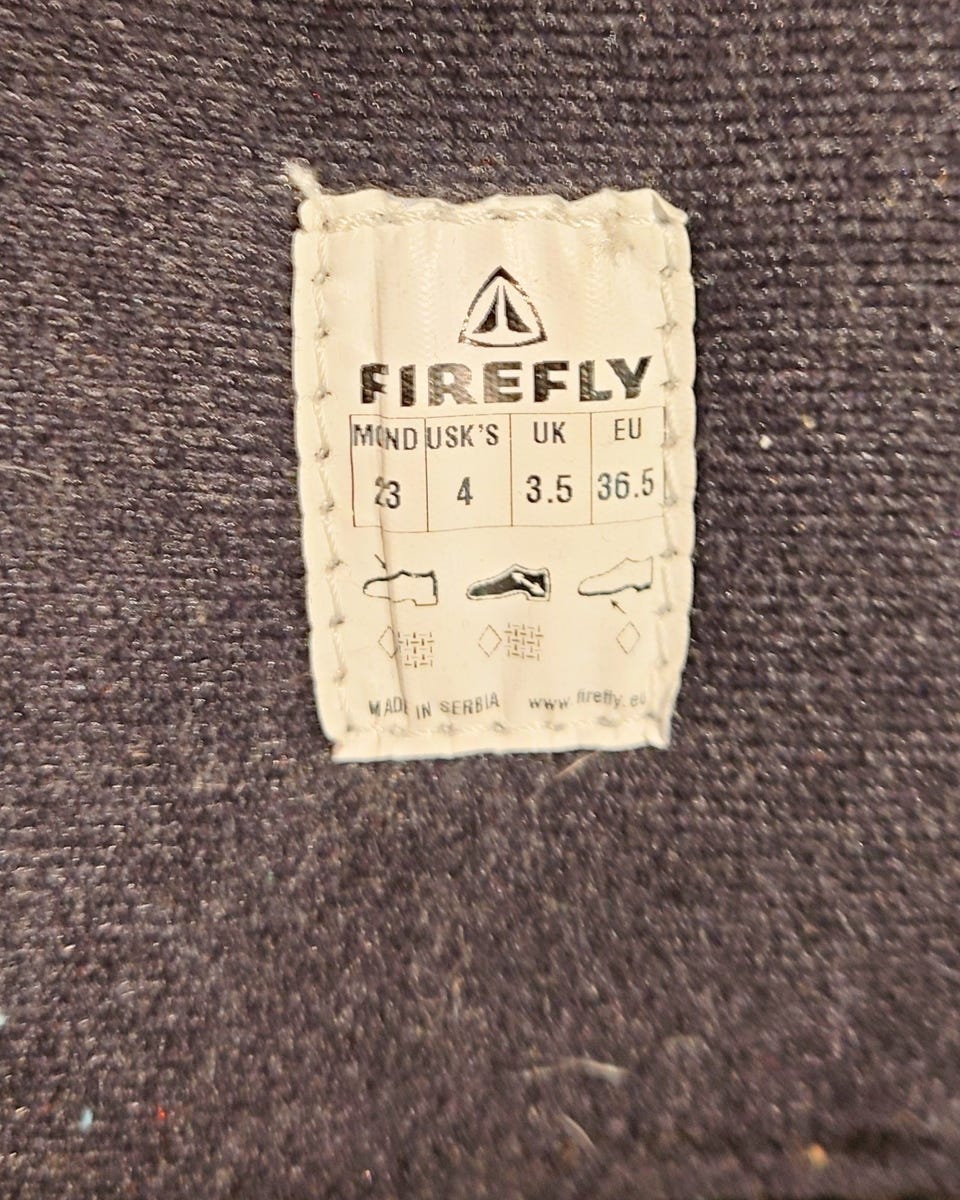 FIREFLY
MOND USK'S UK EU
23 4 3.5 36.5
MADE IN SERBIA www.firefly.eu